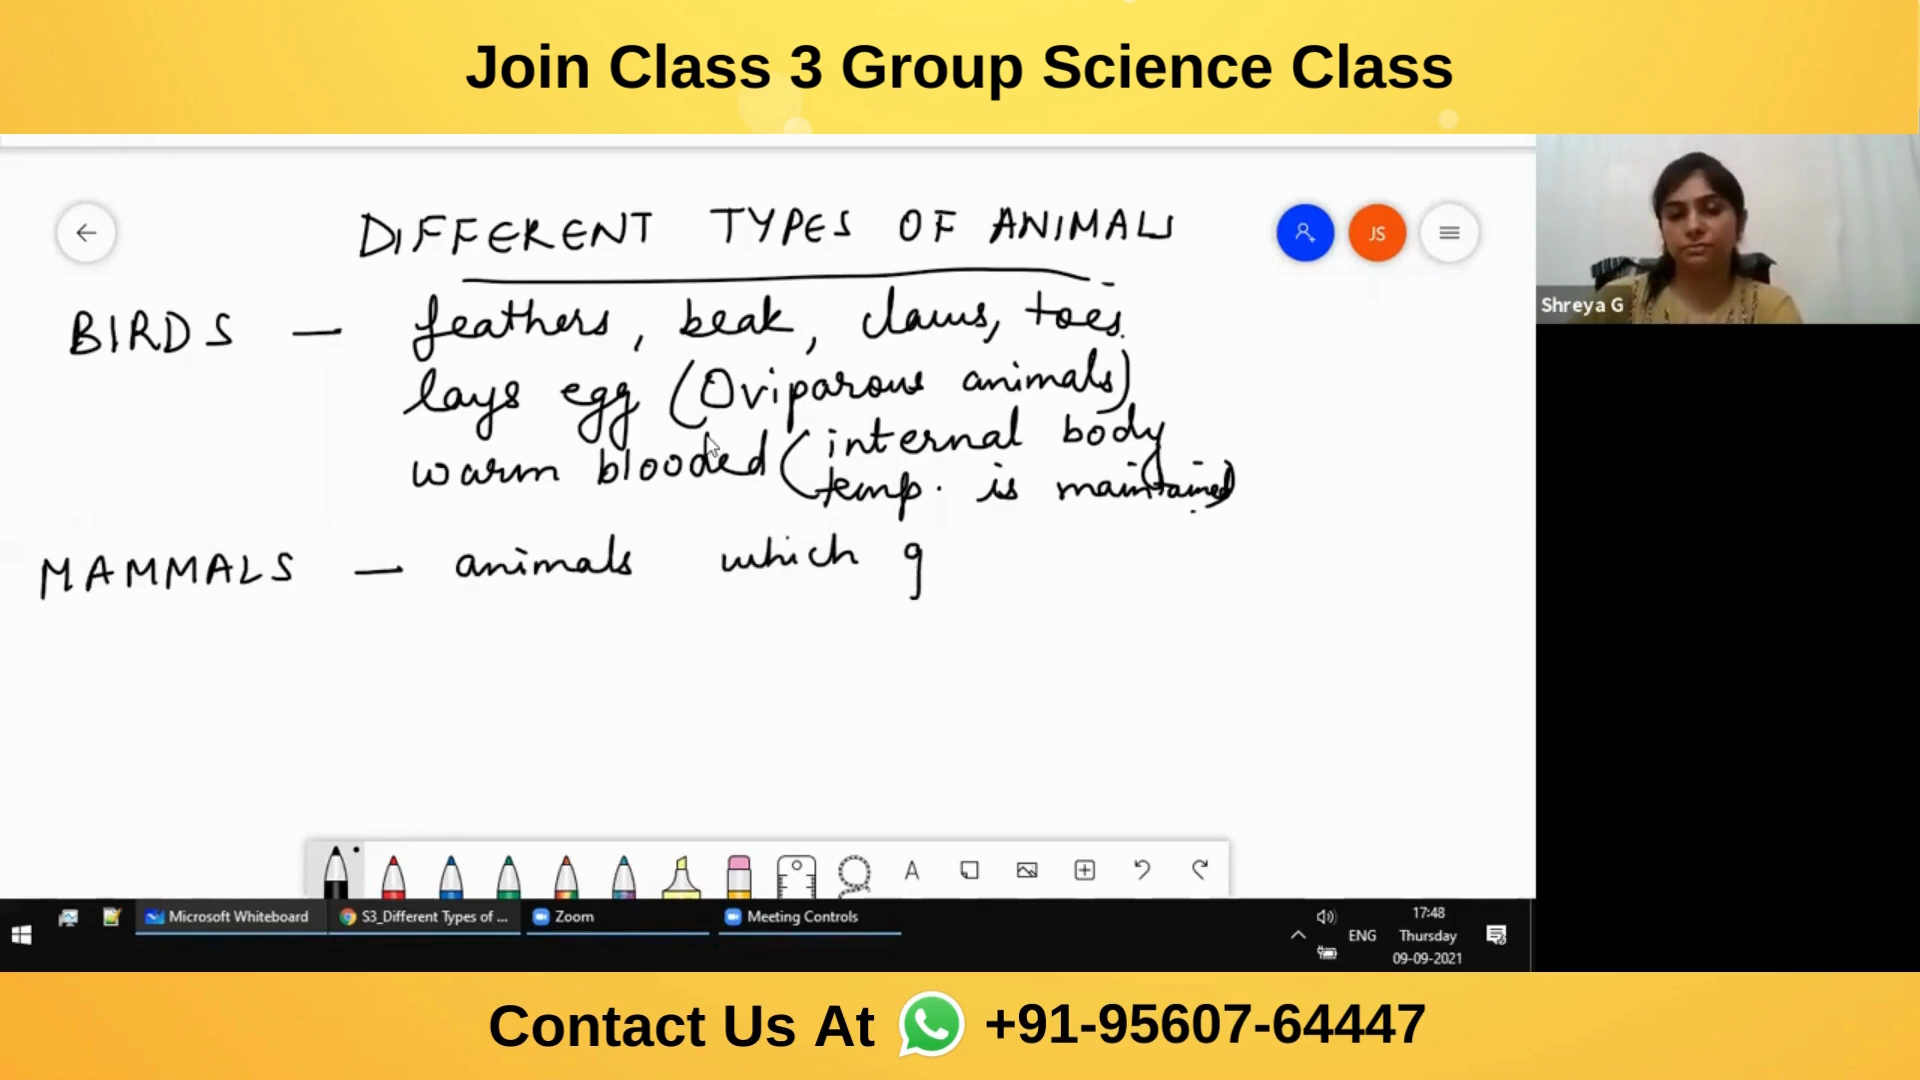 Join Class 3 Group Science Class
DIFFERENT TYPES OF ANIMALS
JS
Shreya G
BIRDS — feathers, beak, claws, toes.
lays egg (Oviparous animals)
warm blooded (internal body
temp. is maintained)
MAMMALS — animals which g
A
Microsoft Whiteboard
S3_Different Types of ...
Zoom
Meeting Controls
ENG
17:48
Thursday
09-09-2021
Contact Us At +91-95607-64447